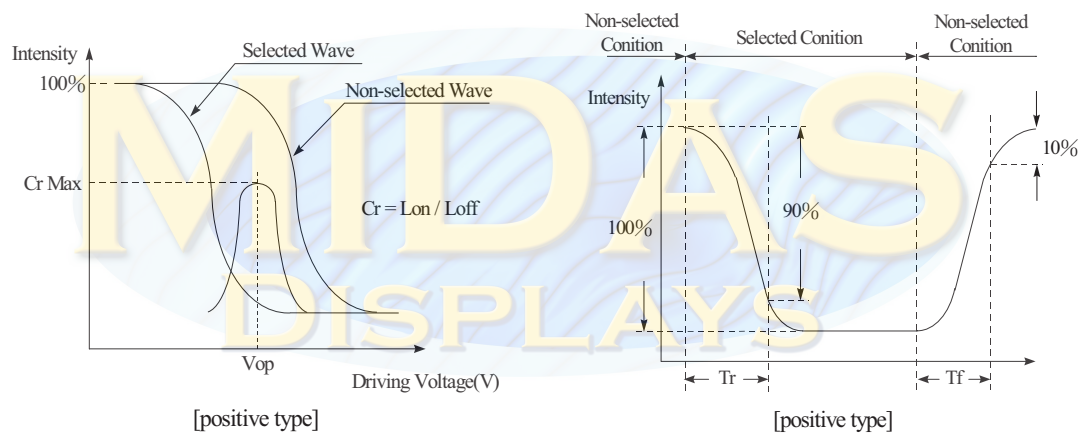 Intensity
100%
Selected Wave
Non-selected Wave
Cr Max
Cr = Lon / Loff
Vop
Driving Voltage(V)
[positive type]
Non-selected
Conition
Selected Conition
Non-selected
Conition
Intensity
10%
90%
100%
Tr
Tf
[positive type]
MIDAS
DISPLAYS